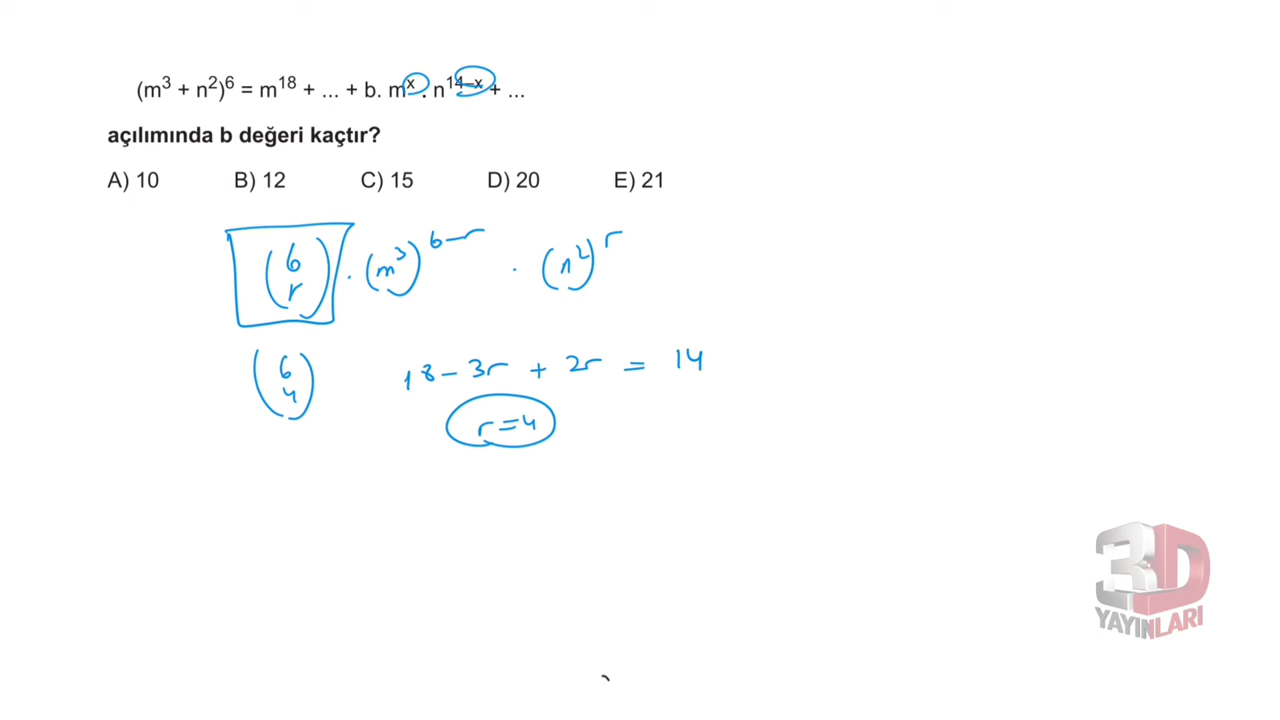 (m³ + n²)⁶ = m¹⁸ + ... + b. mˣ . n¹⁴⁻ˣ + ...
açılımında b değeri kaçtır?
A) 10 B) 12 C) 15 D) 20 E) 21
(6 r) · (m³)⁶⁻ʳ · (n²)ʳ
(6 4) 18 - 3r + 2r = 14
r = 4
3D
YAYINLARI